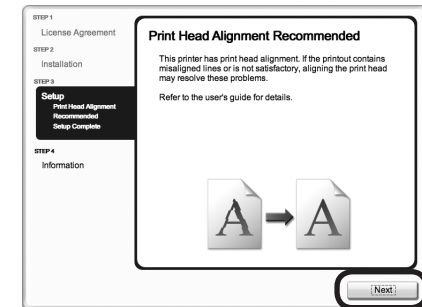 STEP 1
License Agreement
STEP 2
Installation
STEP 3
Setup
Print Head Alignment
Recommended
Setup Complete
STEP 4
Information
Print Head Alignment Recommended
This printer has print head alignment. If the printout contains
misaligned lines or is not satisfactory, aligning the print head
may resolve these problems.
Refer to the user's guide for details.
A
A
Next